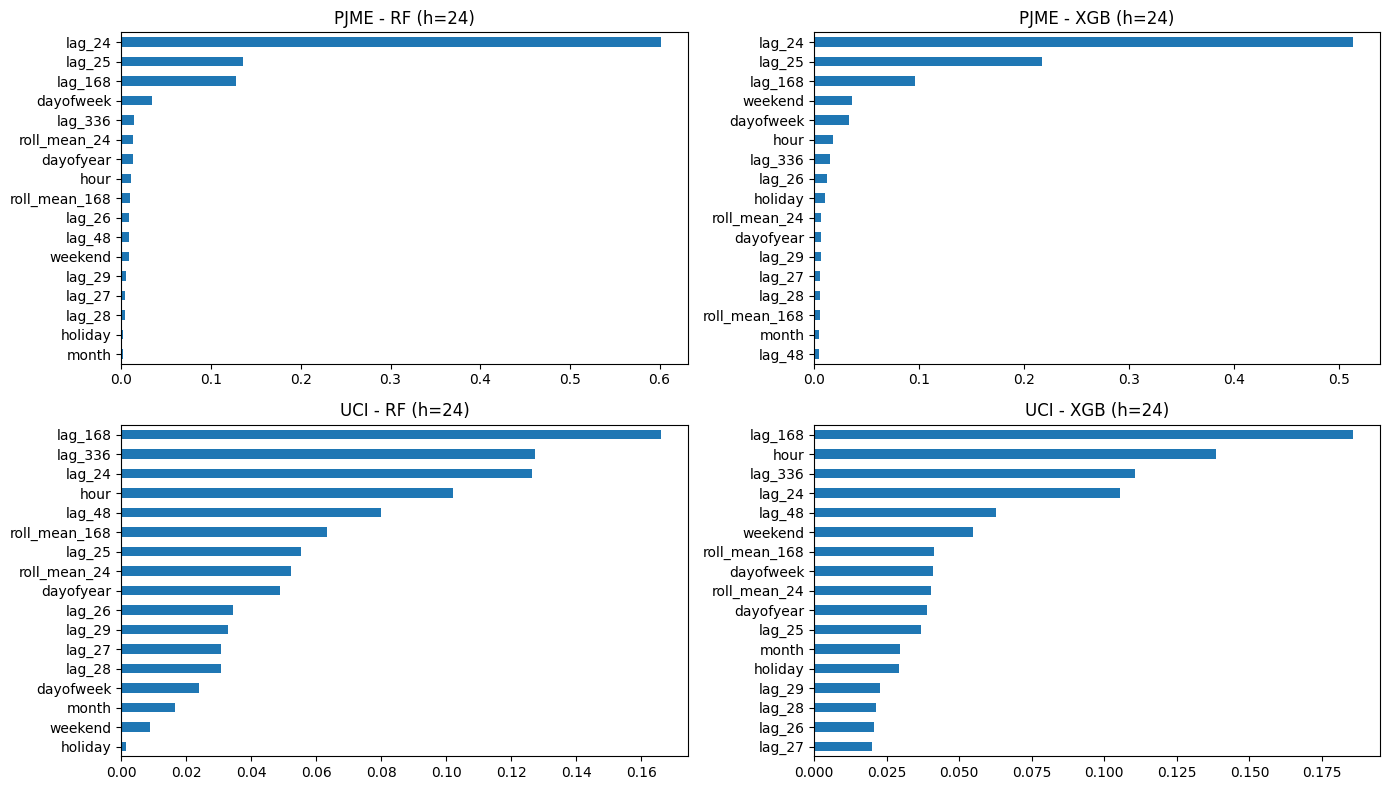 PJME - RF (h=24)
lag_24
lag_25
lag_168
dayofweek
lag_336
roll_mean_24
dayofyear
hour
roll_mean_168
lag_26
lag_48
weekend
lag_29
lag_27
lag_28
holiday
month
0.0 0.1 0.2 0.3 0.4 0.5 0.6
PJME - XGB (h=24)
lag_24
lag_25
lag_168
weekend
dayofweek
hour
lag_336
lag_26
holiday
roll_mean_24
dayofyear
lag_29
lag_27
lag_28
roll_mean_168
month
lag_48
0.0 0.1 0.2 0.3 0.4 0.5
UCI - RF (h=24)
lag_168
lag_336
lag_24
hour
lag_48
roll_mean_168
lag_25
roll_mean_24
dayofyear
lag_26
lag_29
lag_27
lag_28
dayofweek
month
weekend
holiday
0.00 0.02 0.04 0.06 0.08 0.10 0.12 0.14 0.16
UCI - XGB (h=24)
lag_168
hour
lag_336
lag_24
lag_48
weekend
roll_mean_168
dayofweek
roll_mean_24
dayofyear
lag_25
month
holiday
lag_29
lag_28
lag_26
lag_27
0.000 0.025 0.050 0.075 0.100 0.125 0.150 0.175